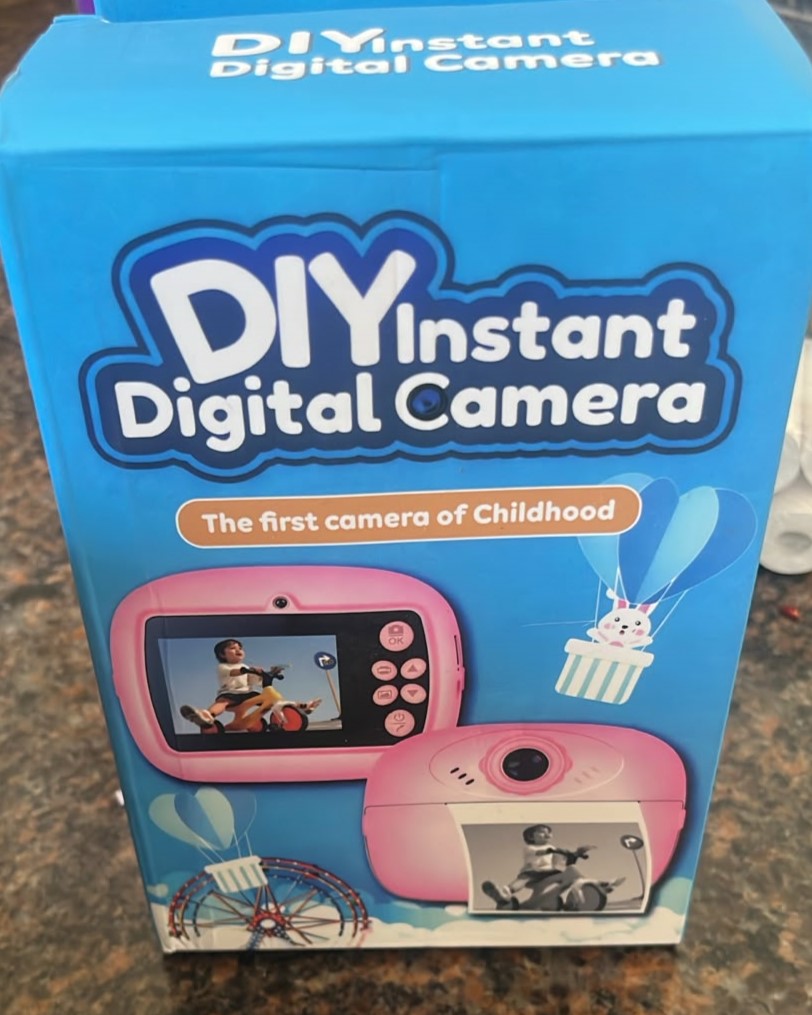 DIY Instant
Digital Camera
DIY Instant
Digital Camera
The first camera of Childhood
OK